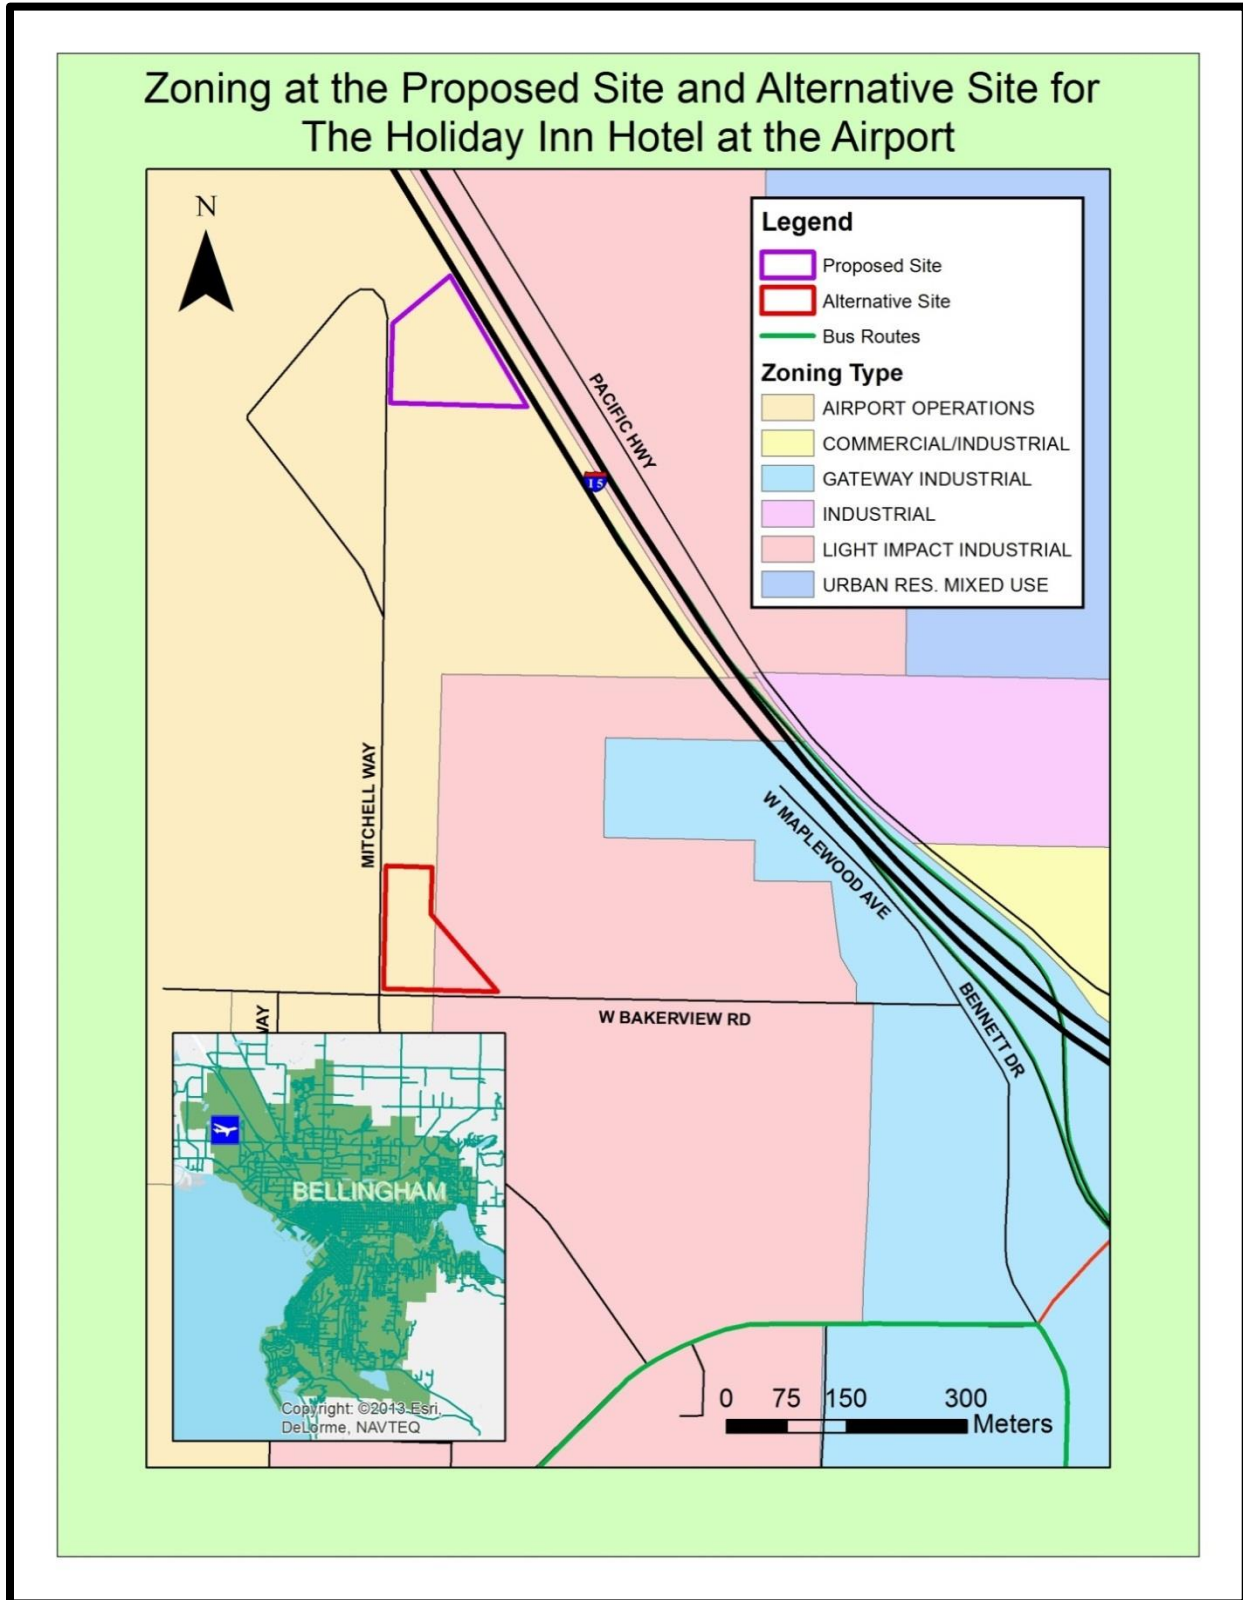 Zoning at the Proposed Site and Alternative Site for
The Holiday Inn Hotel at the Airport
N
Legend
Proposed Site
Alternative Site
Bus Routes
Zoning Type
AIRPORT OPERATIONS
COMMERCIAL/INDUSTRIAL
GATEWAY INDUSTRIAL
INDUSTRIAL
LIGHT IMPACT INDUSTRIAL
URBAN RES. MIXED USE
PACIFIC HWY
I 5
MITCHELL WAY
W MAPLEWOOD AVE
BENNETT DR
W BAKERVIEW RD
WAY
BELLINGHAM
Copyright: ©2013 Esri,
DeLorme, NAVTEQ
0 75 150 300
Meters